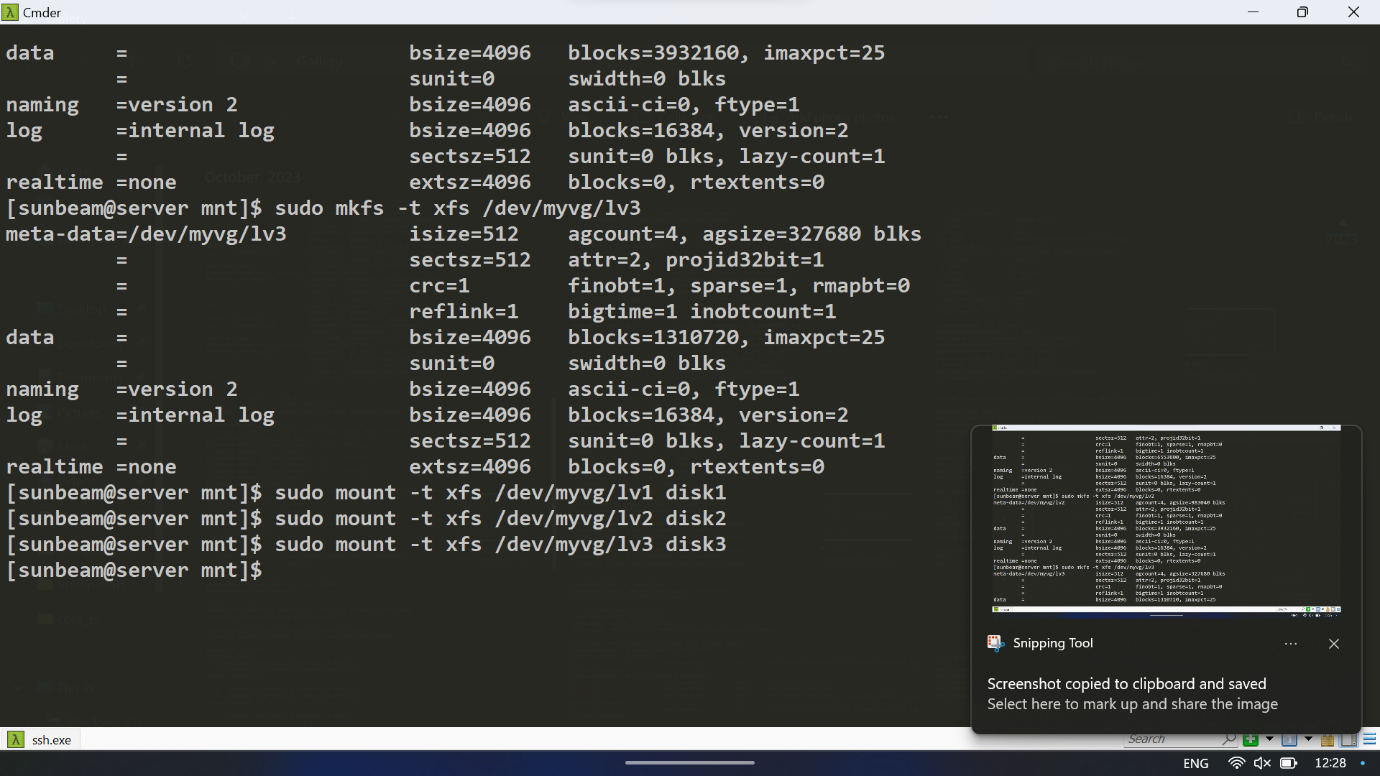 Cmder
data     =                       bsize=4096   blocks=3932160, imaxpct=25
         =                       sunit=0      swidth=0 blks
naming   =version 2              bsize=4096   ascii-ci=0, ftype=1
log      =internal log           bsize=4096   blocks=16384, version=2
         =                       sectsz=512   sunit=0 blks, lazy-count=1
realtime =none                   extsz=4096   blocks=0, rtextents=0
[sunbeam@server mnt]$ sudo mkfs -t xfs /dev/myvg/lv3
meta-data=/dev/myvg/lv3          isize=512    agcount=4, agsize=327680 blks
         =                       sectsz=512   attr=2, projid32bit=1
         =                       crc=1        finobt=1, sparse=1, rmapbt=0
         =                       reflink=1    bigtime=1 inobtcount=1
data     =                       bsize=4096   blocks=1310720, imaxpct=25
         =                       sunit=0      swidth=0 blks
naming   =version 2              bsize=4096   ascii-ci=0, ftype=1
log      =internal log           bsize=4096   blocks=16384, version=2
         =                       sectsz=512   sunit=0 blks, lazy-count=1
realtime =none                   extsz=4096   blocks=0, rtextents=0
[sunbeam@server mnt]$ sudo mount -t xfs /dev/myvg/lv1 disk1
[sunbeam@server mnt]$ sudo mount -t xfs /dev/myvg/lv2 disk2
[sunbeam@server mnt]$ sudo mount -t xfs /dev/myvg/lv3 disk3
[sunbeam@server mnt]$
Snipping Tool
Screenshot copied to clipboard and saved
Select here to mark up and share the image
ssh.exe
Search
ENG
12:28